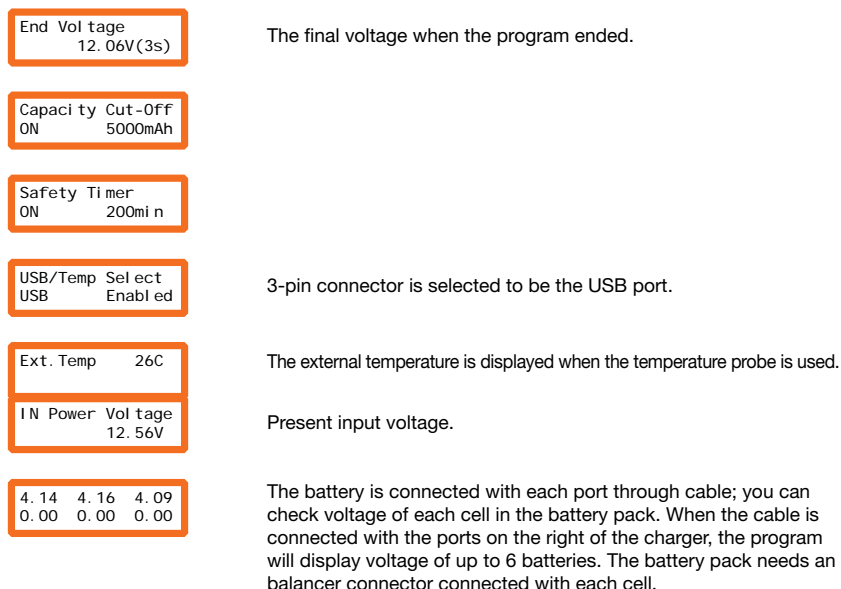 End Voltage
12.06V(3s)
The final voltage when the program ended.
Capacity Cut-Off
ON 5000mAh
Safety Timer
ON 200min
USB/Temp Select
USB Enabled
3-pin connector is selected to be the USB port.
Ext.Temp 26C
The external temperature is displayed when the temperature probe is used.
IN Power Voltage
12.56V
Present input voltage.
4.14 4.16 4.09
0.00 0.00 0.00
The battery is connected with each port through cable; you can
check voltage of each cell in the battery pack. When the cable is
connected with the ports on the right of the charger, the program
will display voltage of up to 6 batteries. The battery pack needs an
balancer connector connected with each cell.